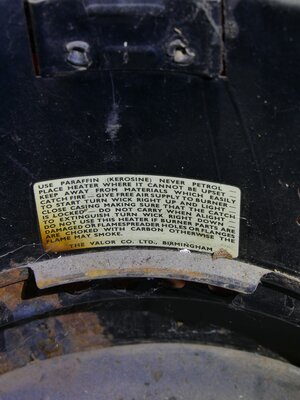 USE PARAFFIN (KEROSINE) NEVER PETROL —
PLACE HEATER WHERE IT CANNOT BE UPSET —
KEEP AWAY FROM MATERIALS WHICH EASILY
CATCH FIRE — GIVE FREE AIR SUPPLY TO BURNER —
TO START TURN WICK RIGHT UP AND LIGHT —
CLOSE CASING MAKING SURE THAT CATCH
IS LOCKED — DO NOT CARRY WHEN ALIGHT
TO EXTINGUISH TURN WICK RIGHT DOWN
DO NOT USE THIS HEATER IF BURNER PARTS ARE
DAMAGED OR FLAMESPREADER HOLES OR FLANGE
ARE CHOKED WITH CARBON OTHERWISE THE
FLAME MAY SMOKE.
THE VALOR CO. LTD., BIRMINGHAM